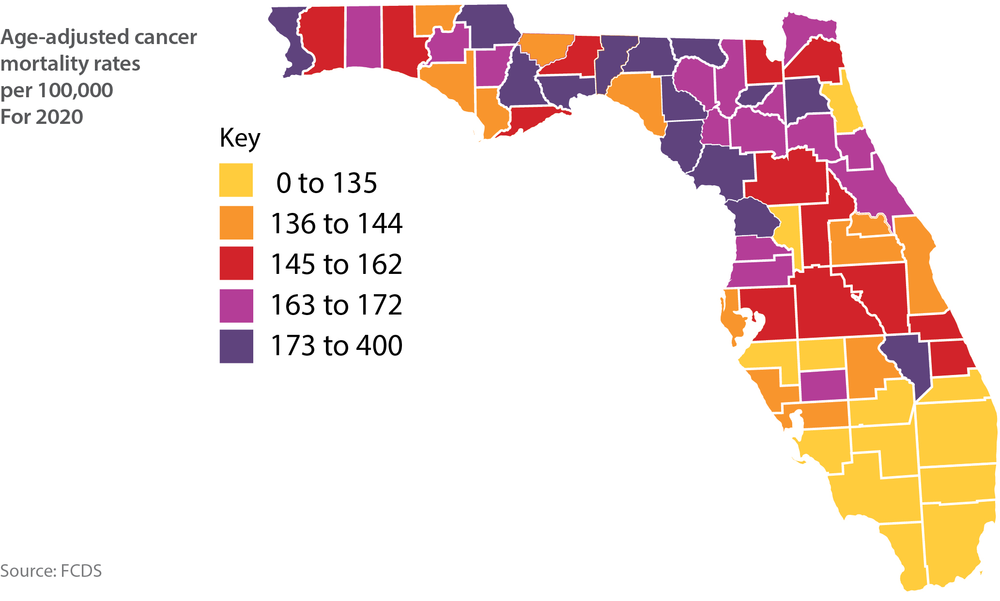 Age-adjusted cancer
mortality rates
per 100,000
For 2020
Key
0 to 135
136 to 144
145 to 162
163 to 172
173 to 400
Source: FCDS